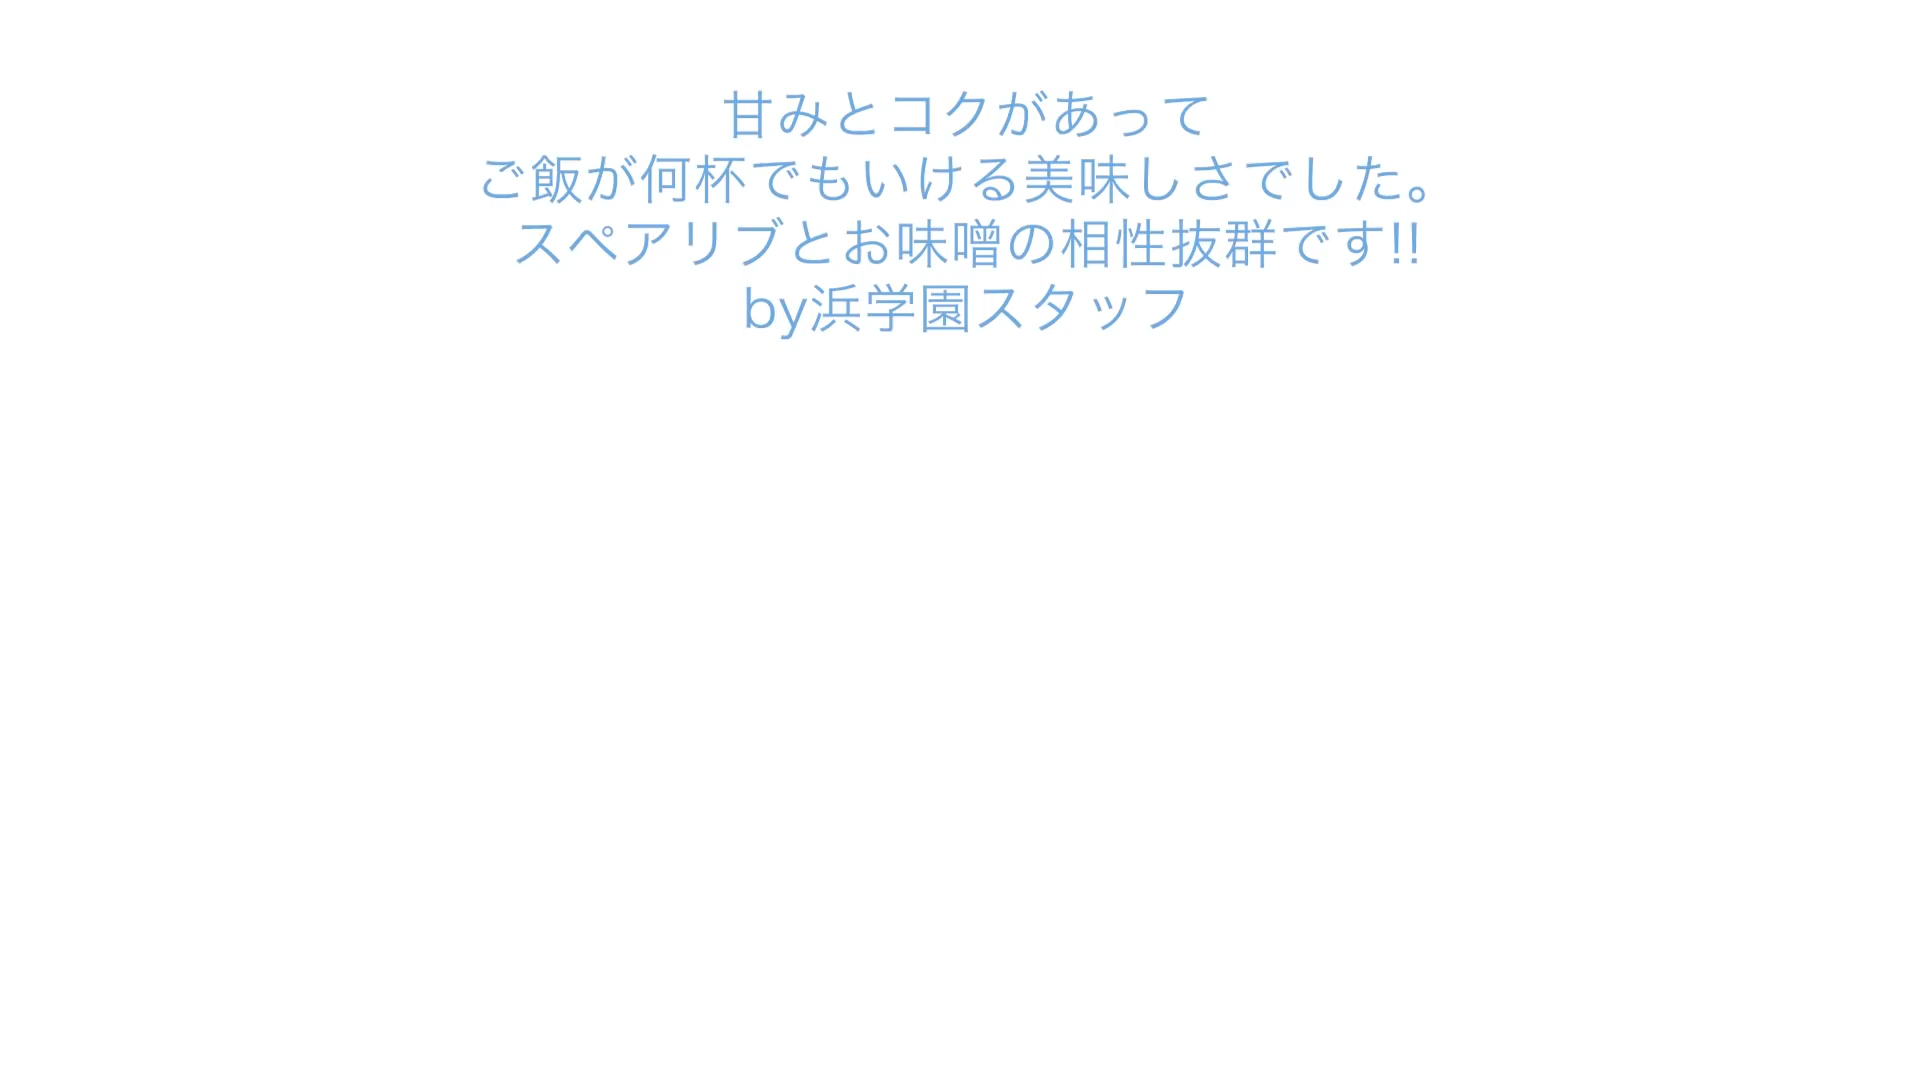 甘みとコクがあって
ご飯が何杯でもいける美味しさでした。
スペアリブとお味噌の相性抜群です!!
by浜学園スタッフ